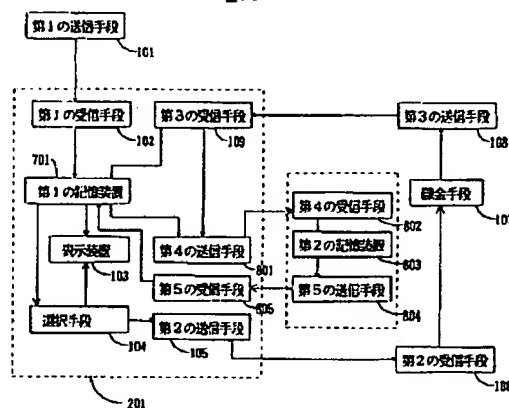 第1の送信手段
101
第1の受信手段
102
第3の受信手段
109
第3の送信手段
108
701
第1の記憶装置
課金手段
107
第4の受信手段
802
第2の記憶装置
803
表示装置
103
第4の送信手段
801
第5の受信手段
805
第5の送信手段
804
選択手段
104
第2の送信手段
105
第2の受信手段
106
201